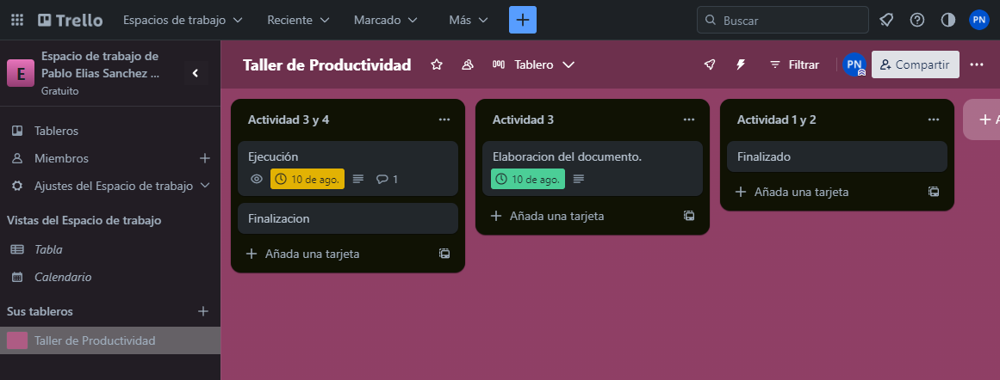 Trello Espacios de trabajo Reciente Marcado Más + Buscar PN
E Espacio de trabajo de
Pablo Elias Sanchez ...
Gratuito
Tableros
Miembros +
Ajustes del Espacio de trabajo
Vistas del Espacio de trabajo
Tabla
Calendario
Sus tableros +
Taller de Productividad
Taller de Productividad Tablero Filtrar PN Compartir ...
Actividad 3 y 4 ...
Ejecución
10 de ago. 1
Finalizacion
+ Añada una tarjeta
Actividad 3 ...
Elaboracion del documento.
10 de ago.
+ Añada una tarjeta
Actividad 1 y 2 ...
Finalizado
+ Añada una tarjeta
+ A